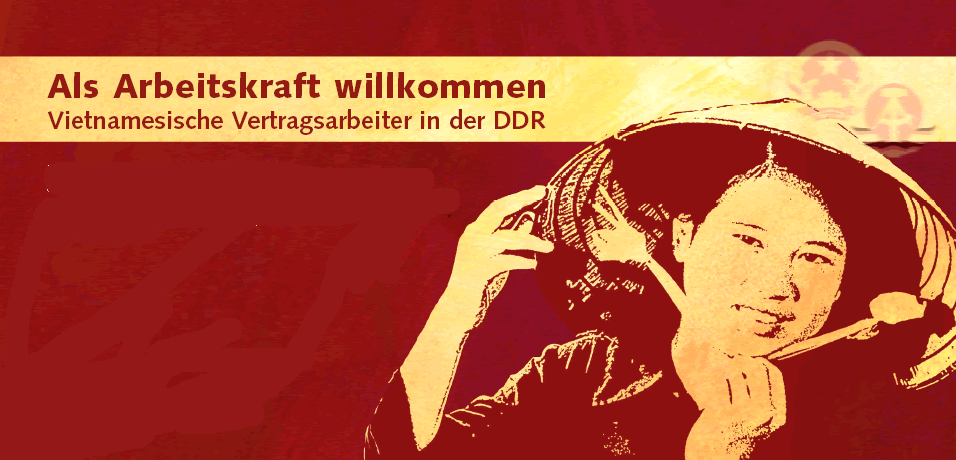 Als Arbeitskraft willkommen
Vietnamesische Vertragsarbeiter in der DDR